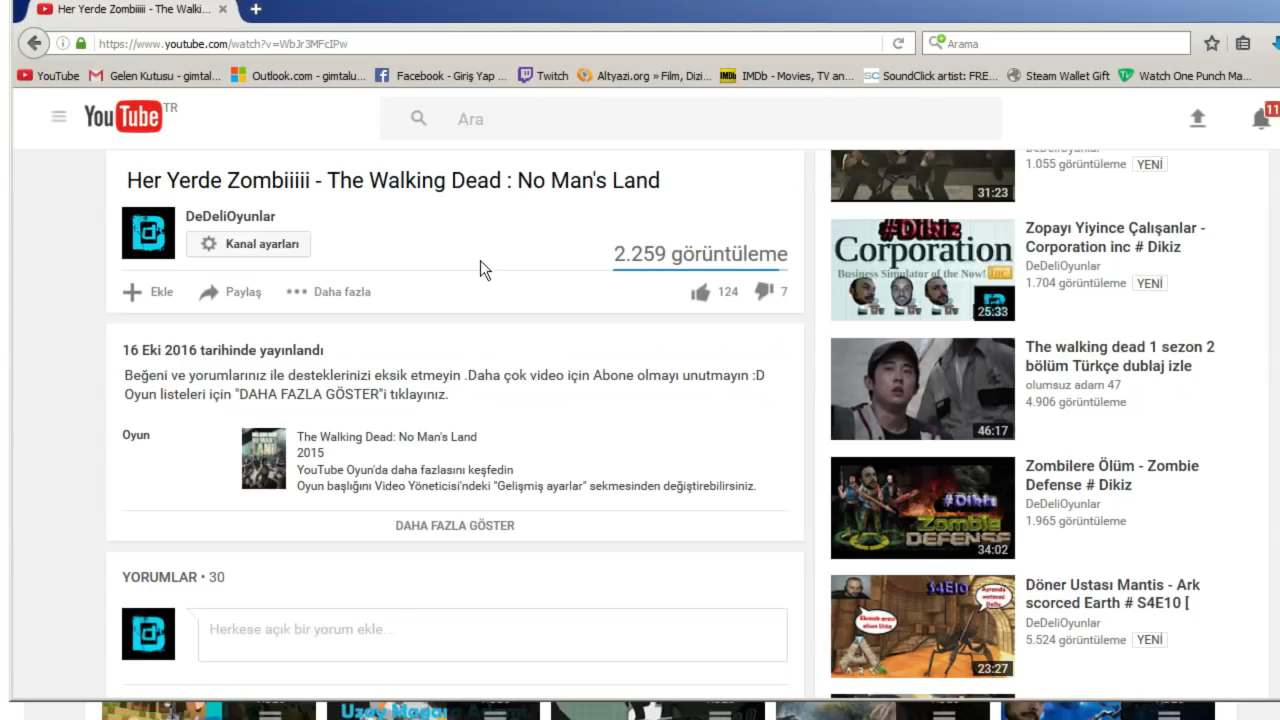 Her Yerde Zombiiiii - The Walki...
https://www.youtube.com/watch?v=WbJr3MFcIPw
Arama
YouTube
Gelen Kutusu - gimtal...
Outlook.com - gimtalu...
Facebook - Giriş Yap ...
Twitch
Altyazi.org » Film, Dizi...
IMDb - Movies, TV an...
SoundClick artist: FRE...
Steam Wallet Gift
Watch One Punch Ma...
YouTube TR
Ara
11
Her Yerde Zombiiiii - The Walking Dead : No Man's Land
DeDeliOyunlar
Kanal ayarları
2.259 görüntüleme
Ekle
Paylaş
Daha fazla
124
7
16 Eki 2016 tarihinde yayınlandı
Beğeni ve yorumlarınız ile desteklerinizi eksik etmeyin .Daha çok video için Abone olmayı unutmayın :D
Oyun listeleri için "DAHA FAZLA GÖSTER"i tıklayınız.
Oyun
The Walking Dead: No Man's Land
2015
YouTube Oyun'da daha fazlasını keşfedin
Oyun başlığını Video Yöneticisi'ndeki "Gelişmiş ayarlar" sekmesinden değiştirebilirsiniz.
DAHA FAZLA GÖSTER
YORUMLAR • 30
Herkese açık bir yorum ekle...
DeDeliOyunlar
1.055 görüntüleme YENİ
31:23
#Dikiz
Corporation
Business Simulator of the Now! Inc.
25:33
Zopayı Yiyince Çalışanlar -
Corporation inc # Dikiz
DeDeliOyunlar
1.704 görüntüleme YENİ
46:17
The walking dead 1 sezon 2
bölüm Türkçe dublaj izle
olumsuz adam 47
4.906 görüntüleme
#Dikiz
Zombie
DEFENSE
34:02
Zombilere Ölüm - Zombie
Defense # Dikiz
DeDeliOyunlar
1.965 görüntüleme
S4E10
ARK
23:27
Döner Ustası Mantis - Ark
scorced Earth # S4E10 [
DeDeliOyunlar
5.524 görüntüleme YENİ